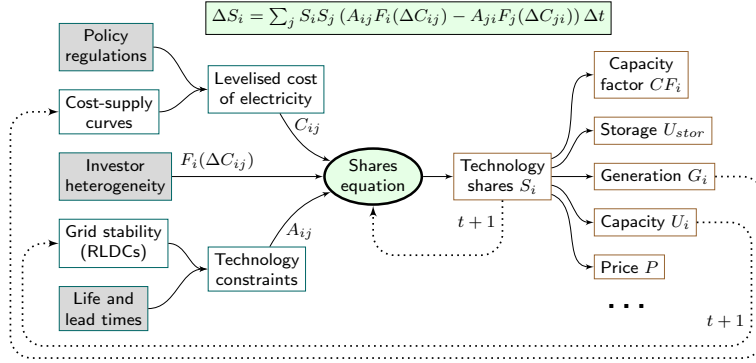 ΔS_i = ∑_j S_i S_j (A_ij F_i(ΔC_ij) − A_ji F_j(ΔC_ji)) Δt
Policy
regulations
Levelised cost
of electricity
Cost-supply
curves
C_ij
Investor
heterogeneity
F_i(ΔC_ij)
Shares
equation
Technology
shares S_i
t + 1
Grid stability
(RLDCs)
A_ij
Technology
constraints
Life and
lead times
Capacity
factor CF_i
Storage U_stor
Generation G_i
Capacity U_i
Price P
...
t + 1